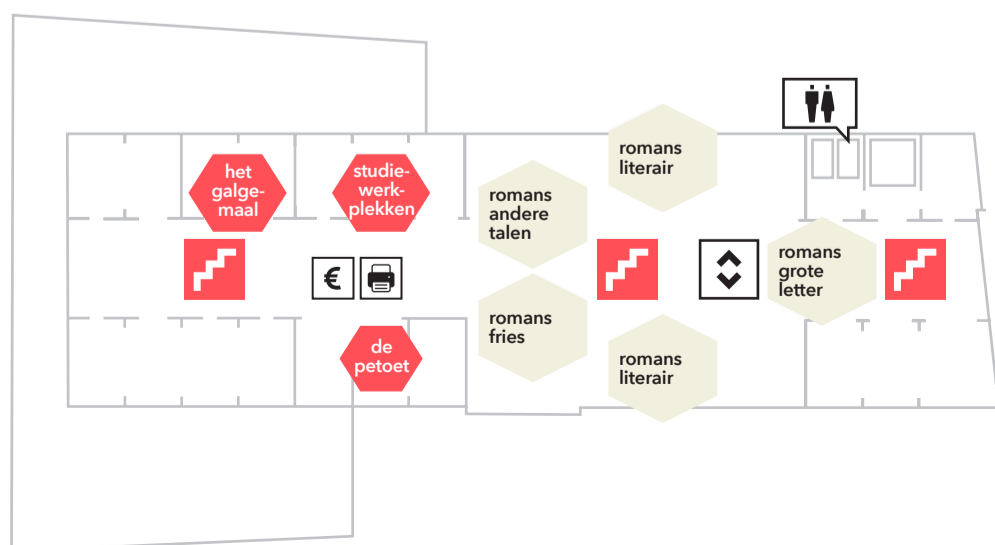 romans
literair
het
galge-
maal
studie-
werk-
plekken
romans
andere
talen
romans
grote
letter
€
romans
fries
de
petoet
romans
literair